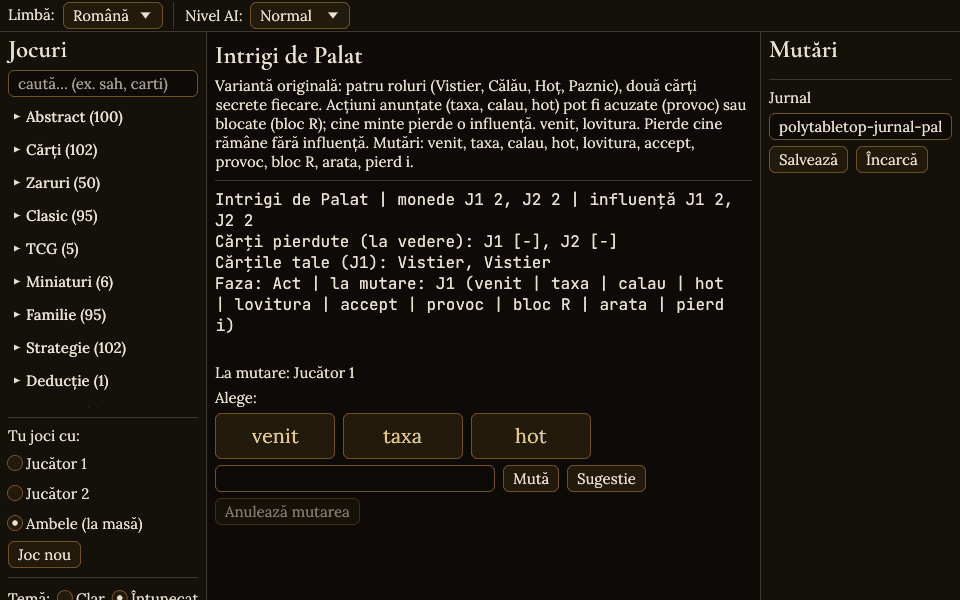 Limbă: Română ▼ Nivel AI: Normal ▼
Jocuri
caută... (ex. sah, carti)
▸ Abstract (100)
▸ Cărți (102)
▸ Zaruri (50)
▸ Clasic (95)
▸ TCG (5)
▸ Miniaturi (6)
▸ Familie (95)
▸ Strategie (102)
▸ Deducție (1)
Tu joci cu:
Jucător 1
Jucător 2
Ambele (la masă)
Joc nou
Temă: Clar Întunecat
Intrigi de Palat
Variantă originală: patru roluri (Vistier, Călău, Hoț, Paznic), două cărți
secrete fiecare. Acțiuni anunțate (taxa, calau, hot) pot fi acuzate (provoc) sau
blocate (bloc R); cine minte pierde o influență. venit, lovitura. Pierde cine
rămâne fără influență. Mutări: venit, taxa, calau, hot, lovitura, accept,
provoc, bloc R, arata, pierd i.
Intrigi de Palat | monede J1 2, J2 2 | influență J1 2,
J2 2
Cărți pierdute (la vedere): J1 [-], J2 [-]
Cărțile tale (J1): Vistier, Vistier
Faza: Act | la mutare: J1 (venit | taxa | calau | hot
| lovitura | accept | provoc | bloc R | arata | pierd
i)
La mutare: Jucător 1
Alege:
venit taxa hot
Mută Sugestie
Anulează mutarea
Mutări
Jurnal
polytabletop-jurnal-pal
Salvează Încarcă